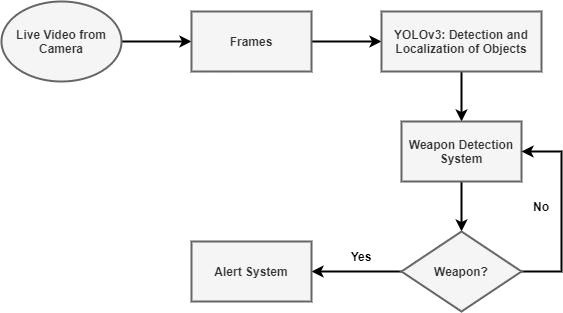 Live Video from
Camera
Frames
YOLOv3: Detection and
Localization of Objects
Weapon Detection
System
No
Yes
Weapon?
Alert System